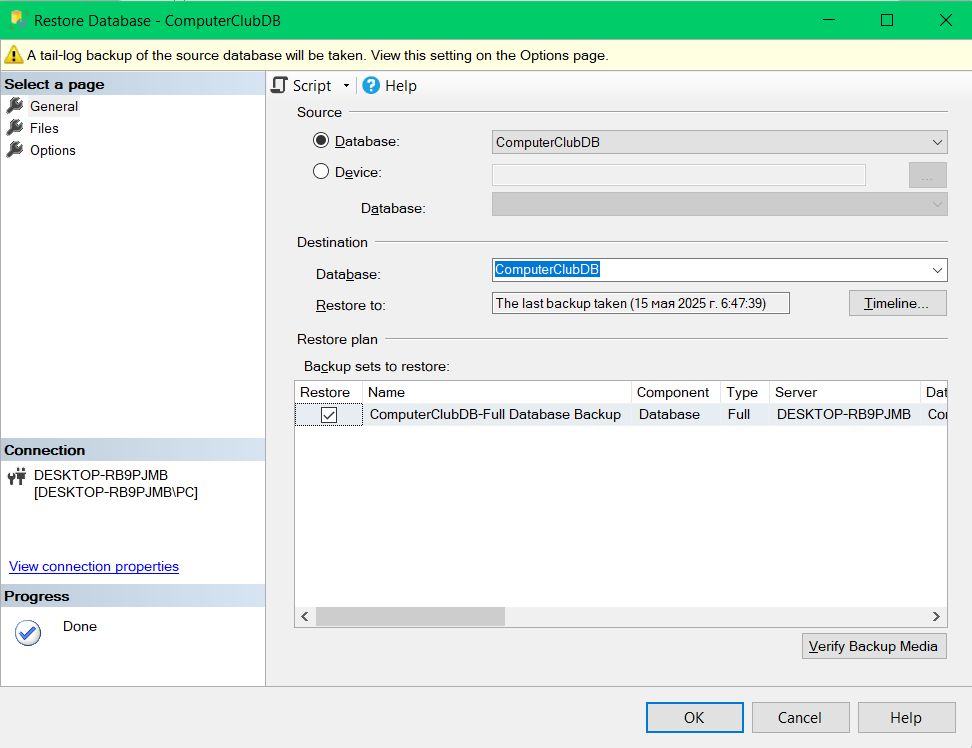 Restore Database - ComputerClubDB
A tail-log backup of the source database will be taken. View this setting on the Options page.
Select a page
General
Files
Options
Script
Help
Source
Database:
ComputerClubDB
Device:
...
Database:
Destination
Database:
ComputerClubDB
Restore to:
The last backup taken (15 мая 2025 г. 6:47:39)
Timeline...
Restore plan
Backup sets to restore:
Restore Name Component Type Server Dat
ComputerClubDB-Full Database Backup Database Full DESKTOP-RB9PJMB Cor
Connection
DESKTOP-RB9PJMB
[DESKTOP-RB9PJMB\PC]
View connection properties
Progress
Done
Verify Backup Media
OK
Cancel
Help